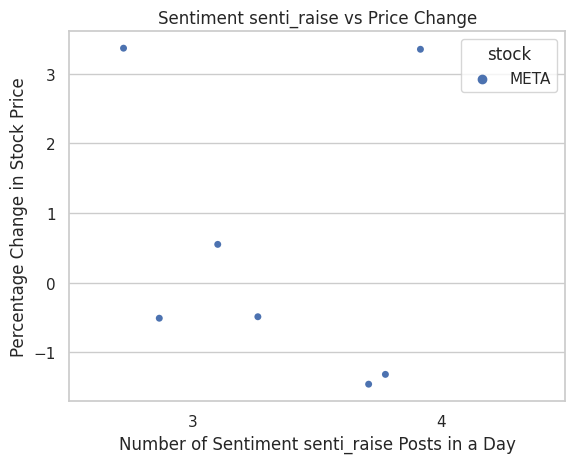 Sentiment senti_raise vs Price Change
stock
META
Percentage Change in Stock Price
3
2
1
0
−1
3
4
Number of Sentiment senti_raise Posts in a Day